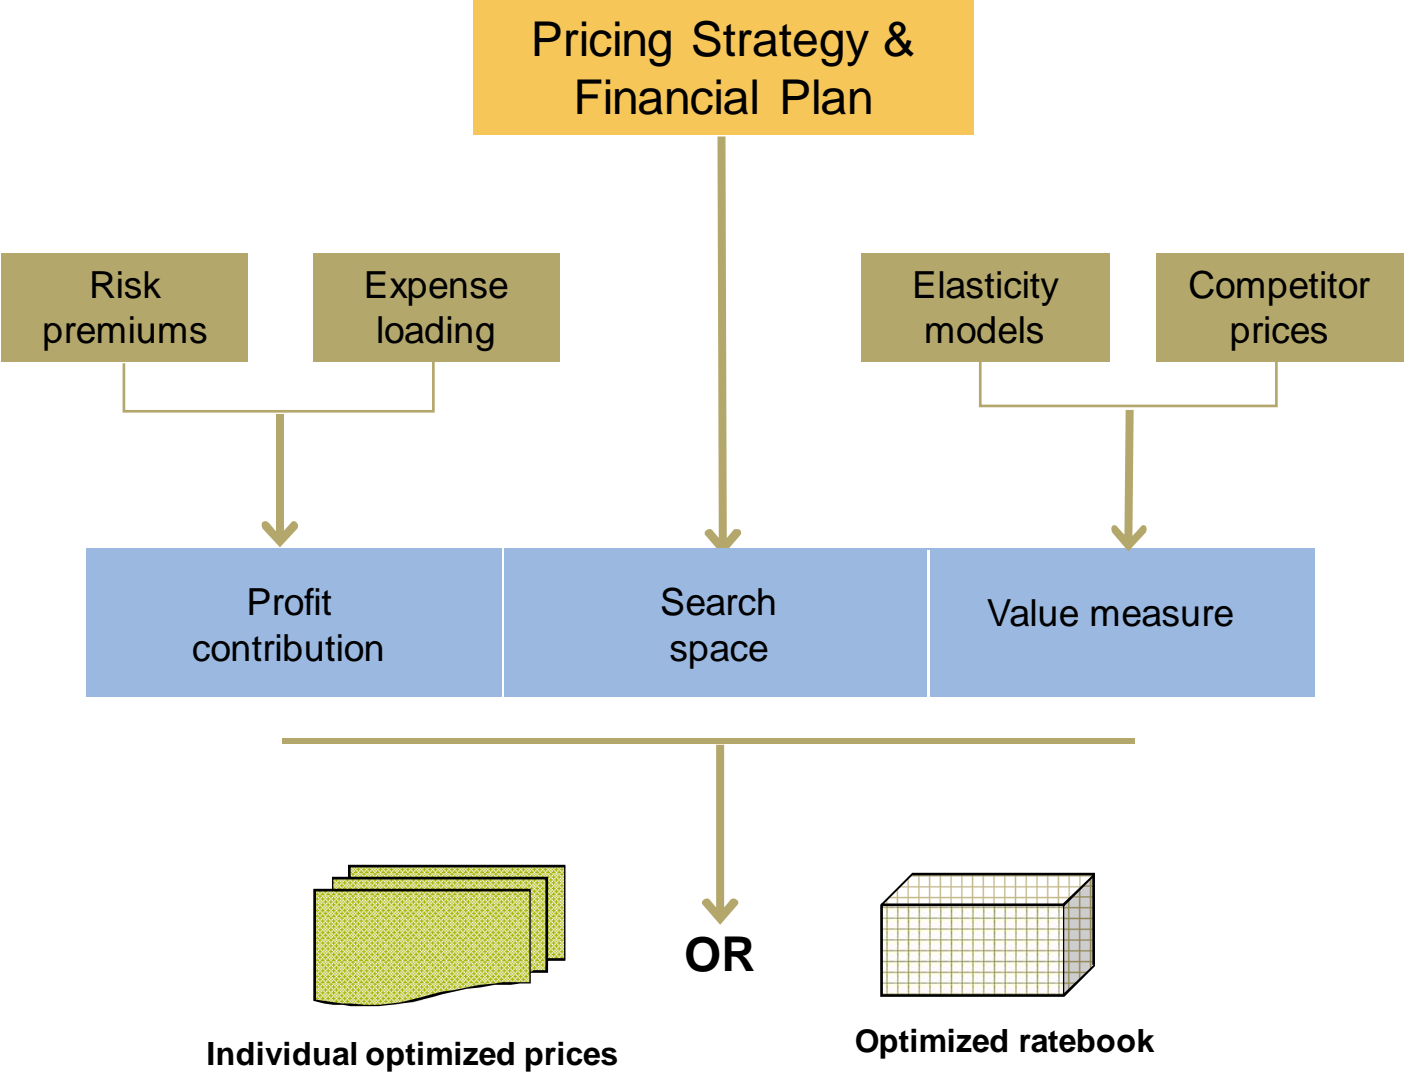 Pricing Strategy &
Financial Plan
Risk
premiums
Expense
loading
Elasticity
models
Competitor
prices
Profit
contribution
Search
space
Value measure
OR
Individual optimized prices
Optimized ratebook